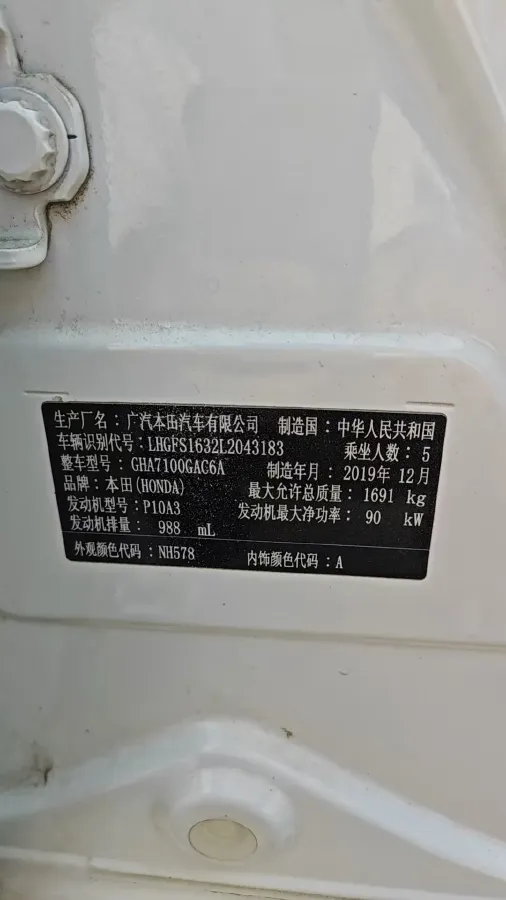 生产厂名：广汽本田汽车有限公司 制造国：中华人民共和国
车辆识别代号：LHGFS1632L2043183 乘坐人数：5
整车型号：GHA7100GAC6A 制造年月：2019年12月
品牌：本田(HONDA) 最大允许总质量：1691 kg
发动机型号：P10A3 发动机最大净功率：90 kW
发动机排量：988 mL
外观颜色代码：NH578 内饰颜色代码：A